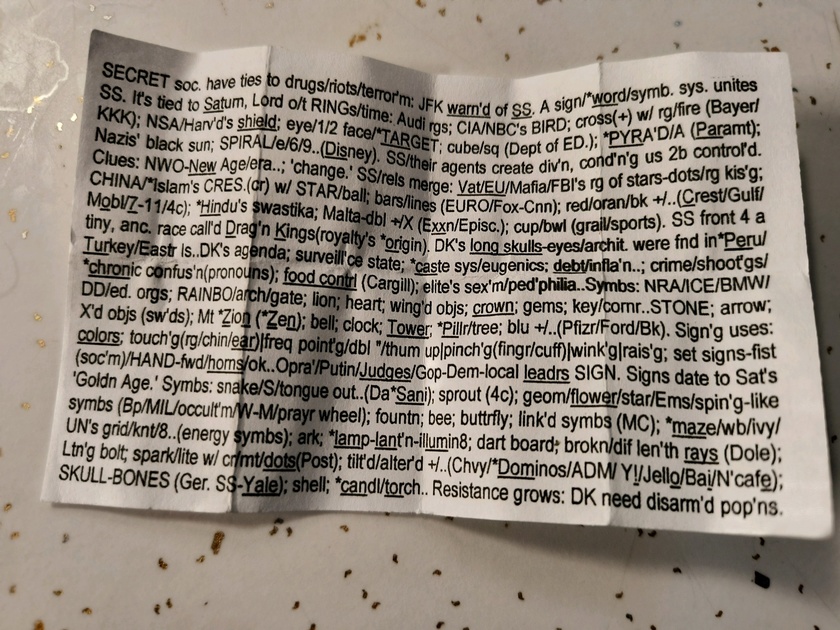 SECRET soc. have ties to drugs/riots/terror'm: JFK warn'd of SS. A sign/*word/symb. sys. unites
SS. It's tied to Saturn, Lord o/t RINGs/time: Audi rgs; CIA/NBC's BIRD; cross(+) w/ rg/fire (Bayer/
KKK); NSA/Harv'd's shield; eye/1/2 face/*TARGET; cube/sq (Dept of ED.); *PYRA'D/A (Paramt);
Nazis' black sun; SPIRAL/e/6/9..(Disney). SS/their agents create div'n, cond'n'g us 2b control'd.
Clues: NWO-New Age/era..; 'change.' SS/rels merge: Vat/EU/Mafia/FBI's rg of stars-dots/rg kis'g;
CHINA/*Islam's CRES.(dr) w/ STAR/ball; bars/lines (EURO/Fox-Cnn); red/oran/bk +/..(Crest/Gulf/
Mobl/7-11/4c); *Hindu's swastika; Malta-dbl +/X (Exxn/Episc.); cup/bwl (grail/sports). SS front 4 a
tiny, anc. race call'd Drag'n Kings(royalty's *origin). DK's long skulls-eyes/archit. were fnd in*Peru/
Turkey/Eastr Is..DK's agenda; surveill'ce state; *caste sys/eugenics; debt/infla'n..; crime/shoot'gs/
*chronic confus'n(pronouns); food contrl (Cargill); elite's sex'm/ped'philia..Symbs: NRA/ICE/BMW/
DD/ed. orgs; RAINBO/arch/gate; lion; heart; wing'd objs; crown; gems; key/cornr..STONE; arrow;
X'd objs (sw'ds); Mt *Zion (*Zen); bell; clock; Tower; *Pillr/tree; blu +/..(Pfizr/Ford/Bk). Sign'g uses:
colors; touch'g(rg/chin/ear)|freq point'g/dbl "/thum up|pinch'g(fingr/cuff)|wink'g|rais'g; set signs-fist
(soc'm)/HAND-fwd/homs/ok..Opra'/Putin/Judges/Gop-Dem-local leadrs SIGN. Signs date to Sat's
'Goldn Age.' Symbs: snake/S/tongue out..(Da*Sani); sprout (4c); geom/flower/star/Ems/spin'g-like
symbs (Bp/MIL/occult'm/W-M/prayr wheel); fountn; bee; buttrfly; link'd symbs (MC); *maze/wb/ivy/
UN's grid/knt/8..(energy symbs); ark; *lamp-lant'n-illumin8; dart board; brokn/dif len'th rays (Dole);
Ltn'g bolt; spark/lite w/ cr/mt/dots(Post); tilt'd/alter'd +/..(Chvy/*Dominos/ADM/ Y!/Jello/Bai/N'cafe);
SKULL-BONES (Ger. SS-Yale); shell; *candl/torch.. Resistance grows: DK need disarm'd pop'ns.